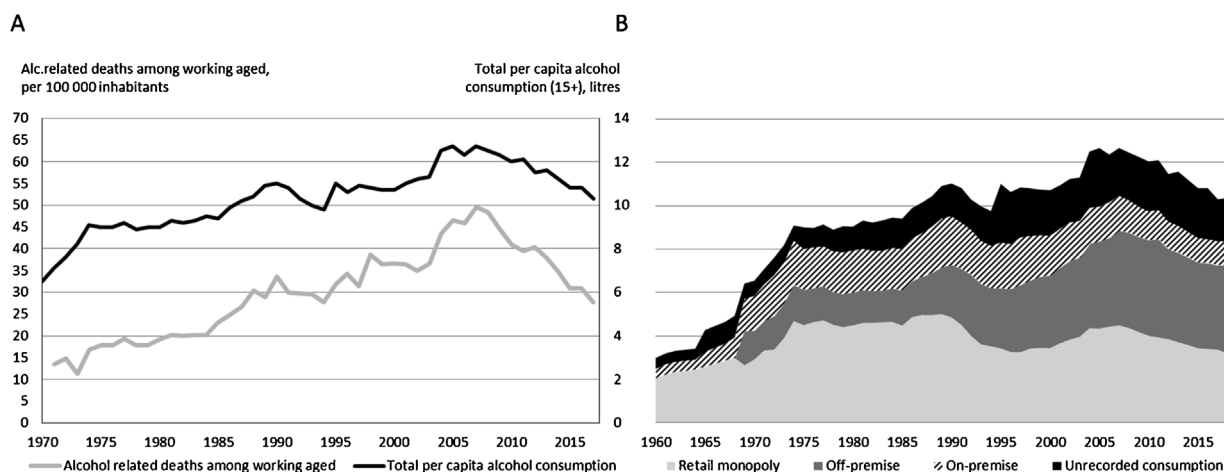 A
B
Alc.related deaths among working aged,
per 100 000 inhabitants
Total per capita alcohol
consumption (15+), litres
70
65
60
55
50
45
40
35
30
25
20
15
10
5
0
1970 1975 1980 1985 1990 1995 2000 2005 2010 2015
Alcohol related deaths among working aged Total per capita alcohol consumption
14
12
10
8
6
4
2
0
1960 1965 1970 1975 1980 1985 1990 1995 2000 2005 2010 2015
Retail monopoly Off-premise On-premise Unrecorded consumption